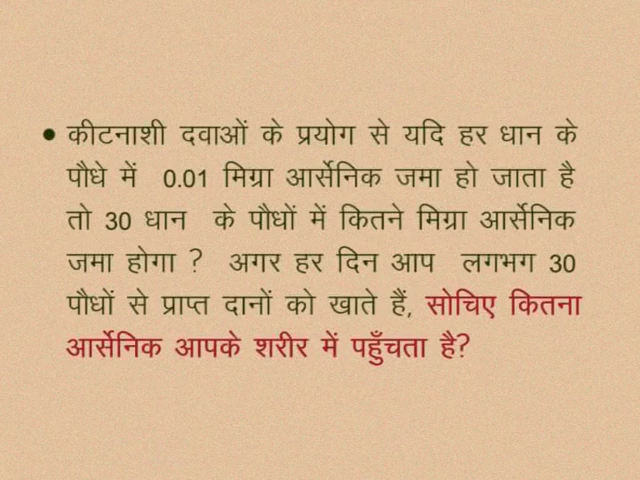 • कीटनाशी दवाओं के प्रयोग से यदि हर धान के
पौधे में 0.01 मिग्रा आर्सेनिक जमा हो जाता है
तो 30 धान के पौधों में कितने मिग्रा आर्सेनिक
जमा होगा ? अगर हर दिन आप लगभग 30
पौधों से प्राप्त दानों को खाते हैं, सोचिए कितना
आर्सेनिक आपके शरीर में पहुँचता है?